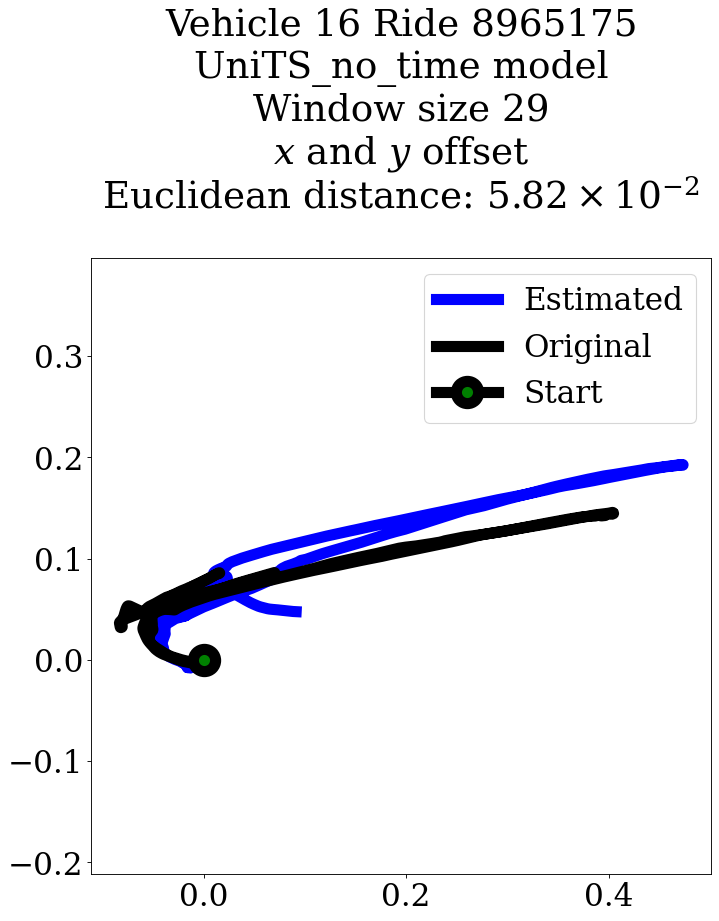 Vehicle 16 Ride 8965175
UniTS_no_time model
Window size 29
x and y offset
Euclidean distance: 5.82 × 10⁻²
Estimated
Original
Start
0.3
0.2
0.1
0.0
−0.1
−0.2
0.0 0.2 0.4